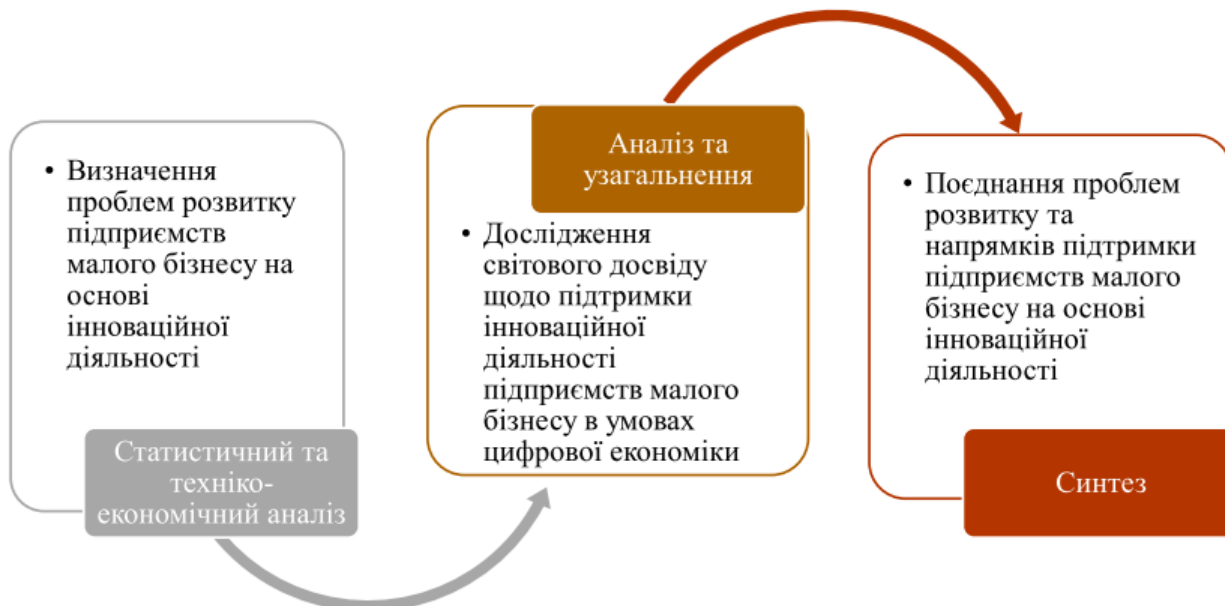 • Визначення
проблем розвитку
підприємств
малого бізнесу на
основі
інноваційної
діяльності
Статистичний та
техніко-
економічний аналіз
Аналіз та
узагальнення
• Дослідження
світового досвіду
щодо підтримки
інноваційної
діяльності
підприємств малого
бізнесу в умовах
цифрової економіки
• Поєднання проблем
розвитку та
напрямків підтримки
підприємств малого
бізнесу на основі
інноваційної
діяльності
Синтез